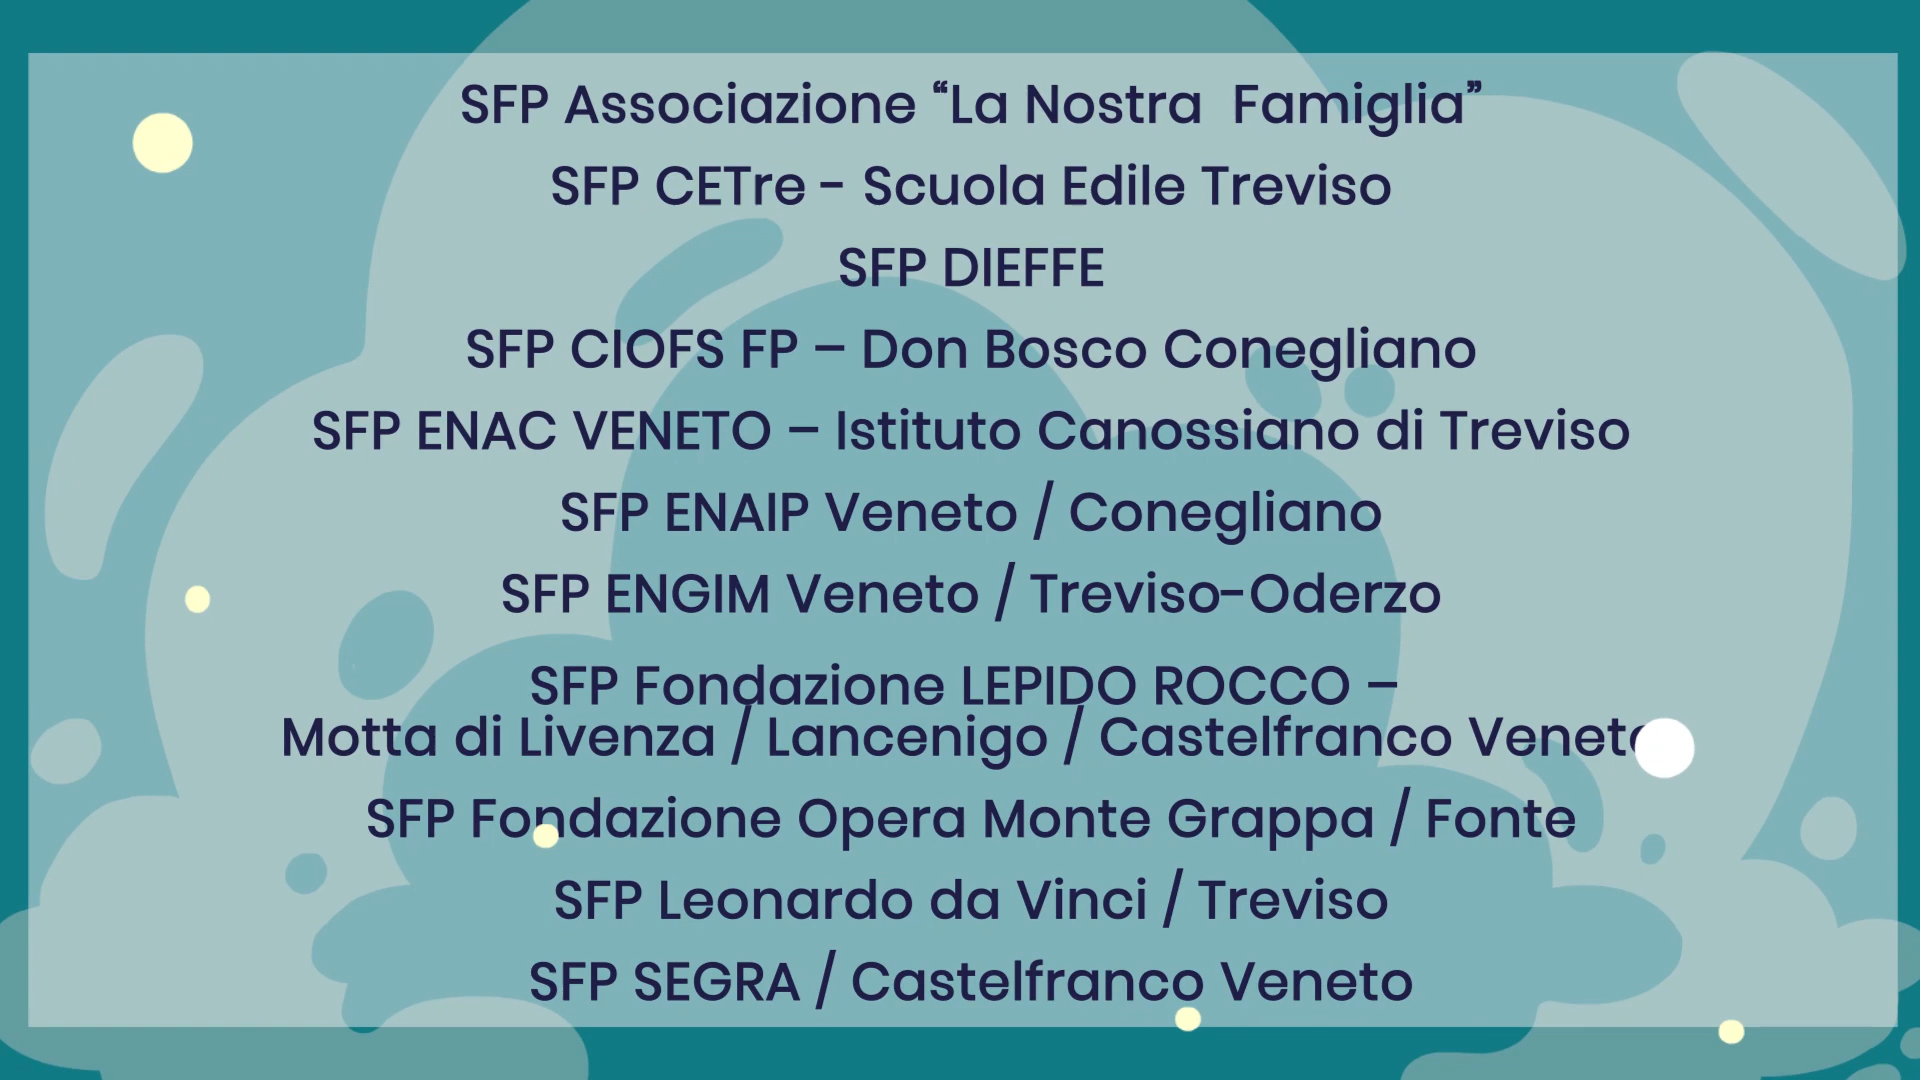 SFP Associazione “La Nostra  Famiglia”
SFP CETre - Scuola Edile Treviso
SFP DIEFFE
SFP CIOFS FP – Don Bosco Conegliano
SFP ENAC VENETO – Istituto Canossiano di Treviso
SFP ENAIP Veneto / Conegliano
SFP ENGIM Veneto / Treviso-Oderzo
SFP Fondazione LEPIDO ROCCO –
Motta di Livenza / Lancenigo / Castelfranco Veneto
SFP Fondazione Opera Monte Grappa / Fonte
SFP Leonardo da Vinci / Treviso
SFP SEGRA / Castelfranco Veneto